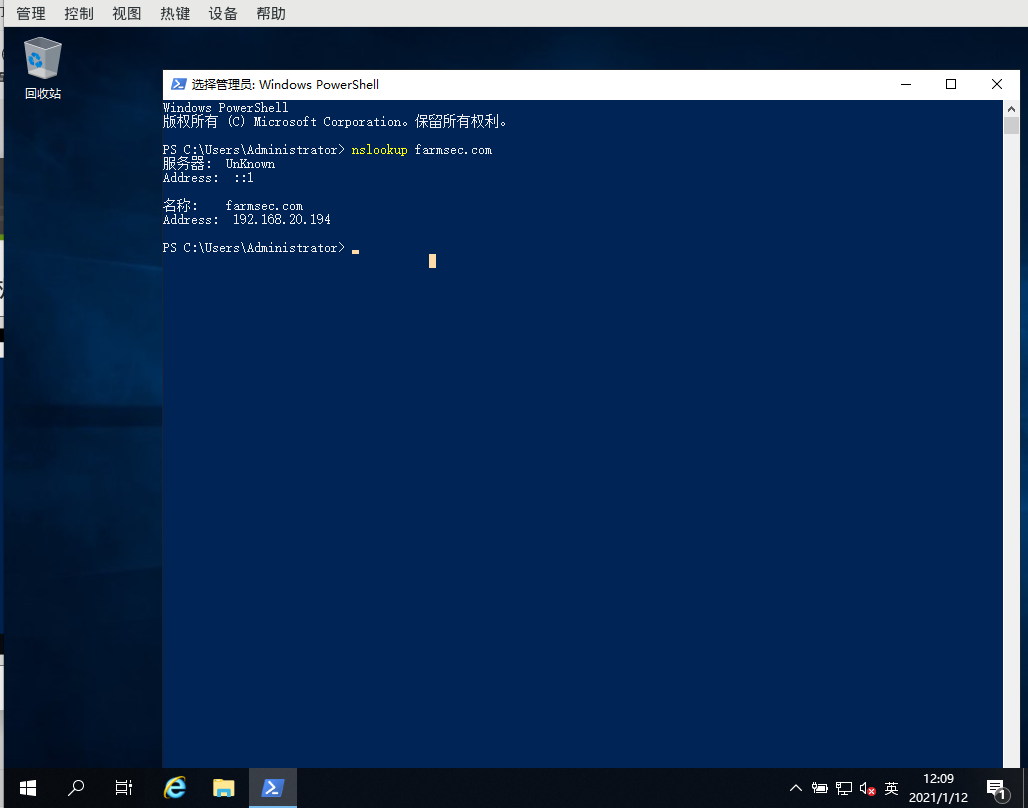 管理 控制 视图 热键 设备 帮助
回收站
选择管理员: Windows PowerShell
Windows PowerShell
版权所有 (C) Microsoft Corporation。保留所有权利。
PS C:\Users\Administrator> nslookup farmsec.com
服务器:  UnKnown
Address:  ::1
名称:    farmsec.com
Address:  192.168.20.194
PS C:\Users\Administrator>
英
12:09
2021/1/12
1